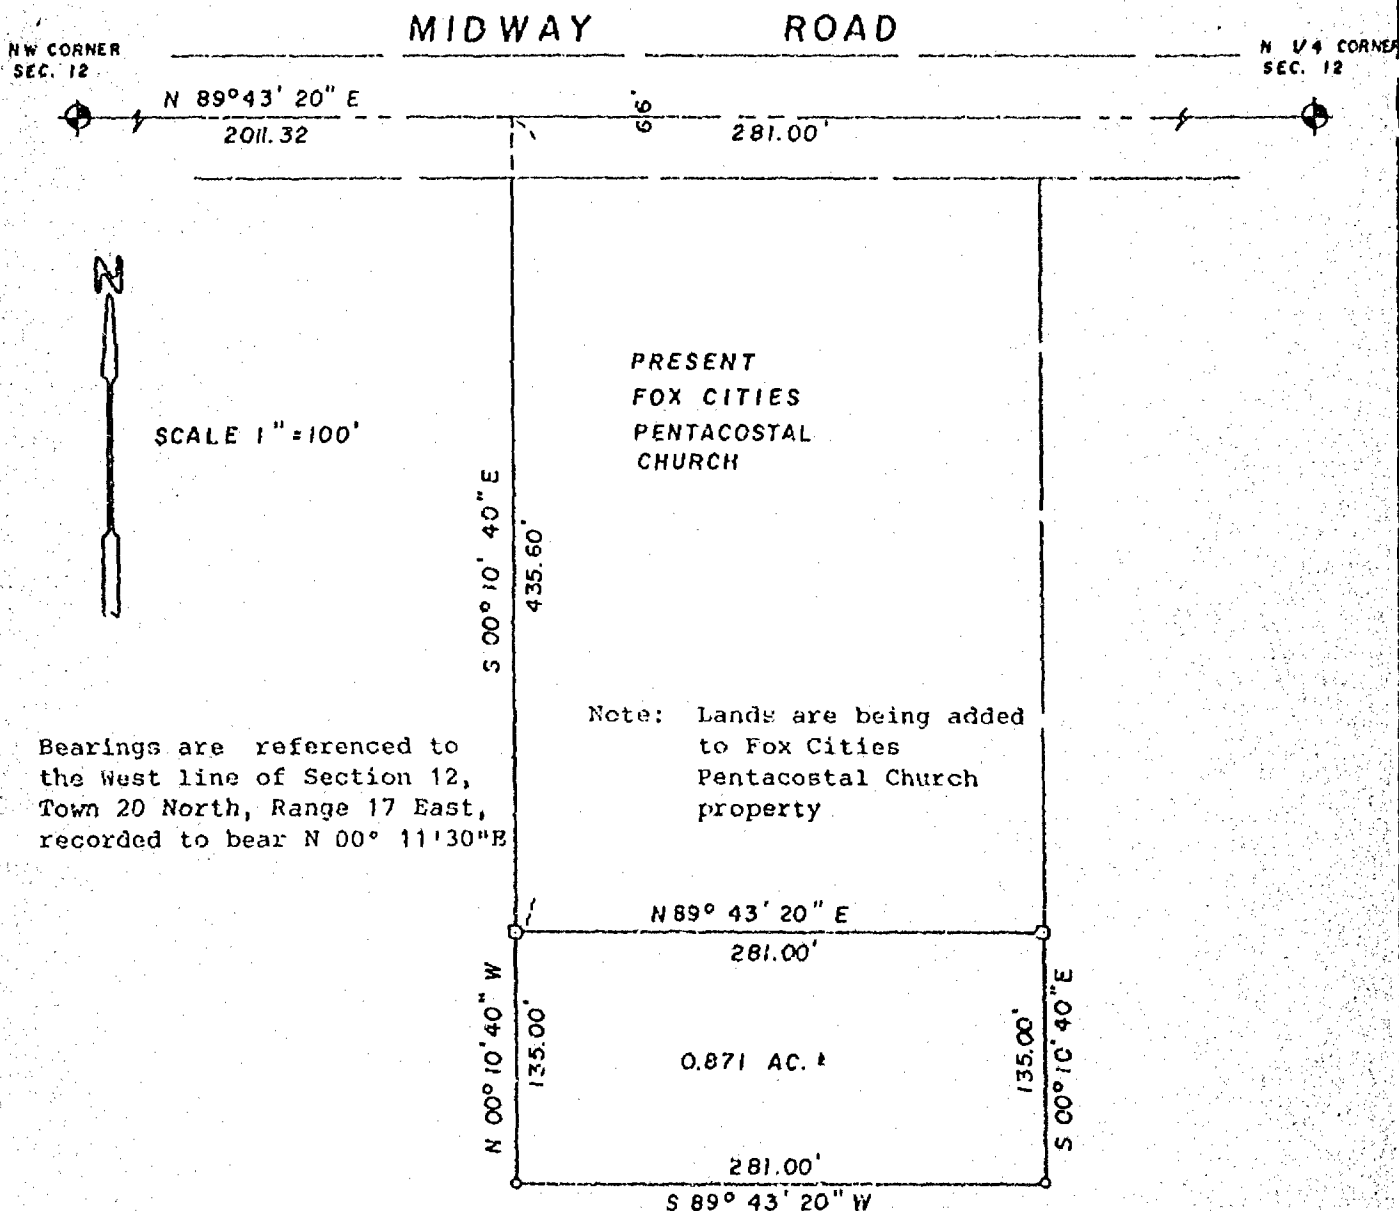 MIDWAY ROAD
NW CORNER
SEC. 12
N 1/4 CORNER
SEC. 12
N 89°43' 20" E
2011.32
66'
281.00'
N
SCALE 1"=100'
PRESENT
FOX CITIES
PENTACOSTAL
CHURCH
S 00°10' 40" E
435.60'
Note: Lands are being added
to Fox Cities
Pentacostal Church
property
Bearings are referenced to
the West line of Section 12,
Town 20 North, Range 17 East,
recorded to bear N 00° 11'30"E
N 89° 43' 20" E
281.00'
N 00°10'40" W
135.00'
0.871 AC. ±
135.00'
S 00°10'40"E
281.00'
S 89° 43' 20" W